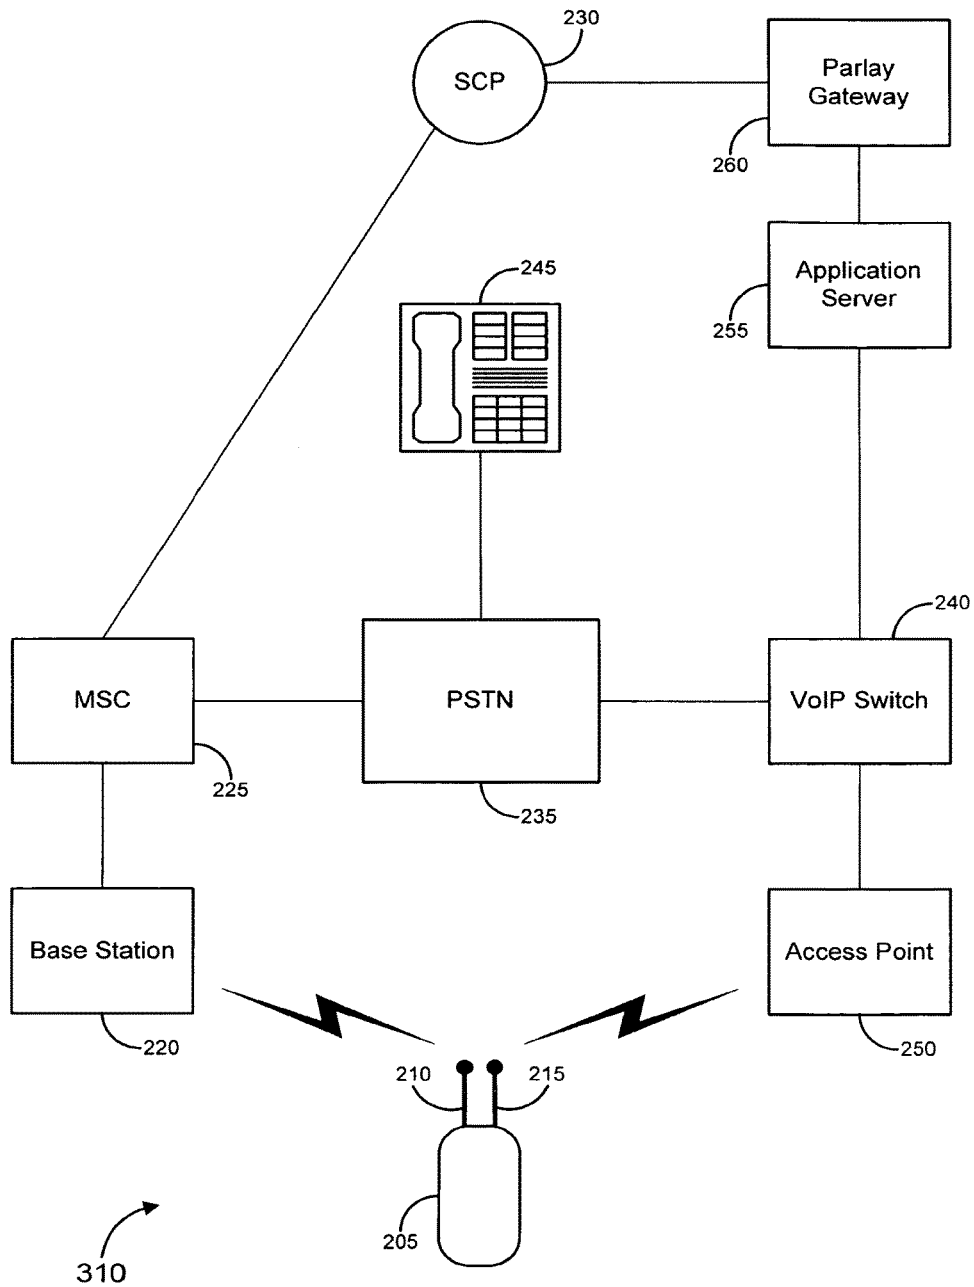 230
SCP
Parlay
Gateway
260
245
Application
Server
255
240
MSC
PSTN
VoIP Switch
225
235
Base Station
Access Point
220
250
210
215
205
310